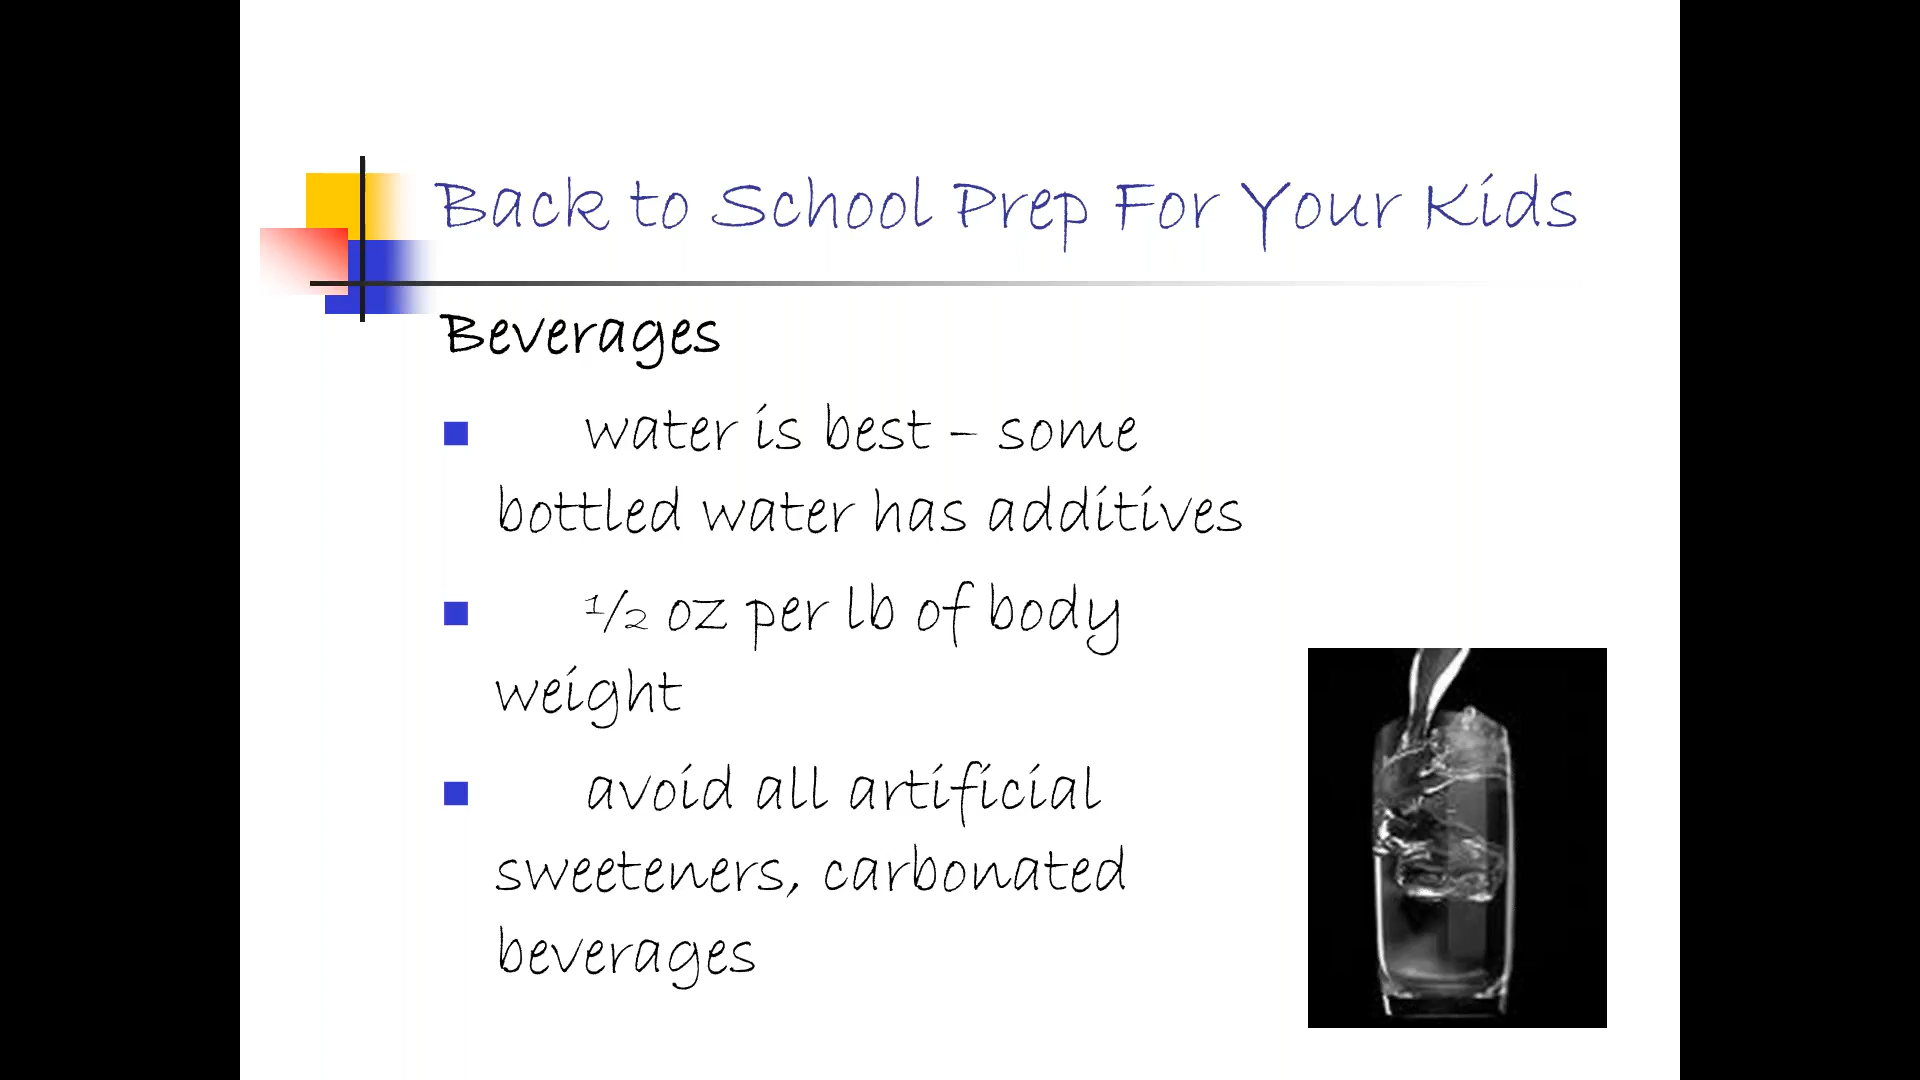 Back to School Prep For Your Kids
Beverages
water is best – some
bottled water has additives
½ oz per lb of body
weight
avoid all artificial
sweeteners, carbonated
beverages